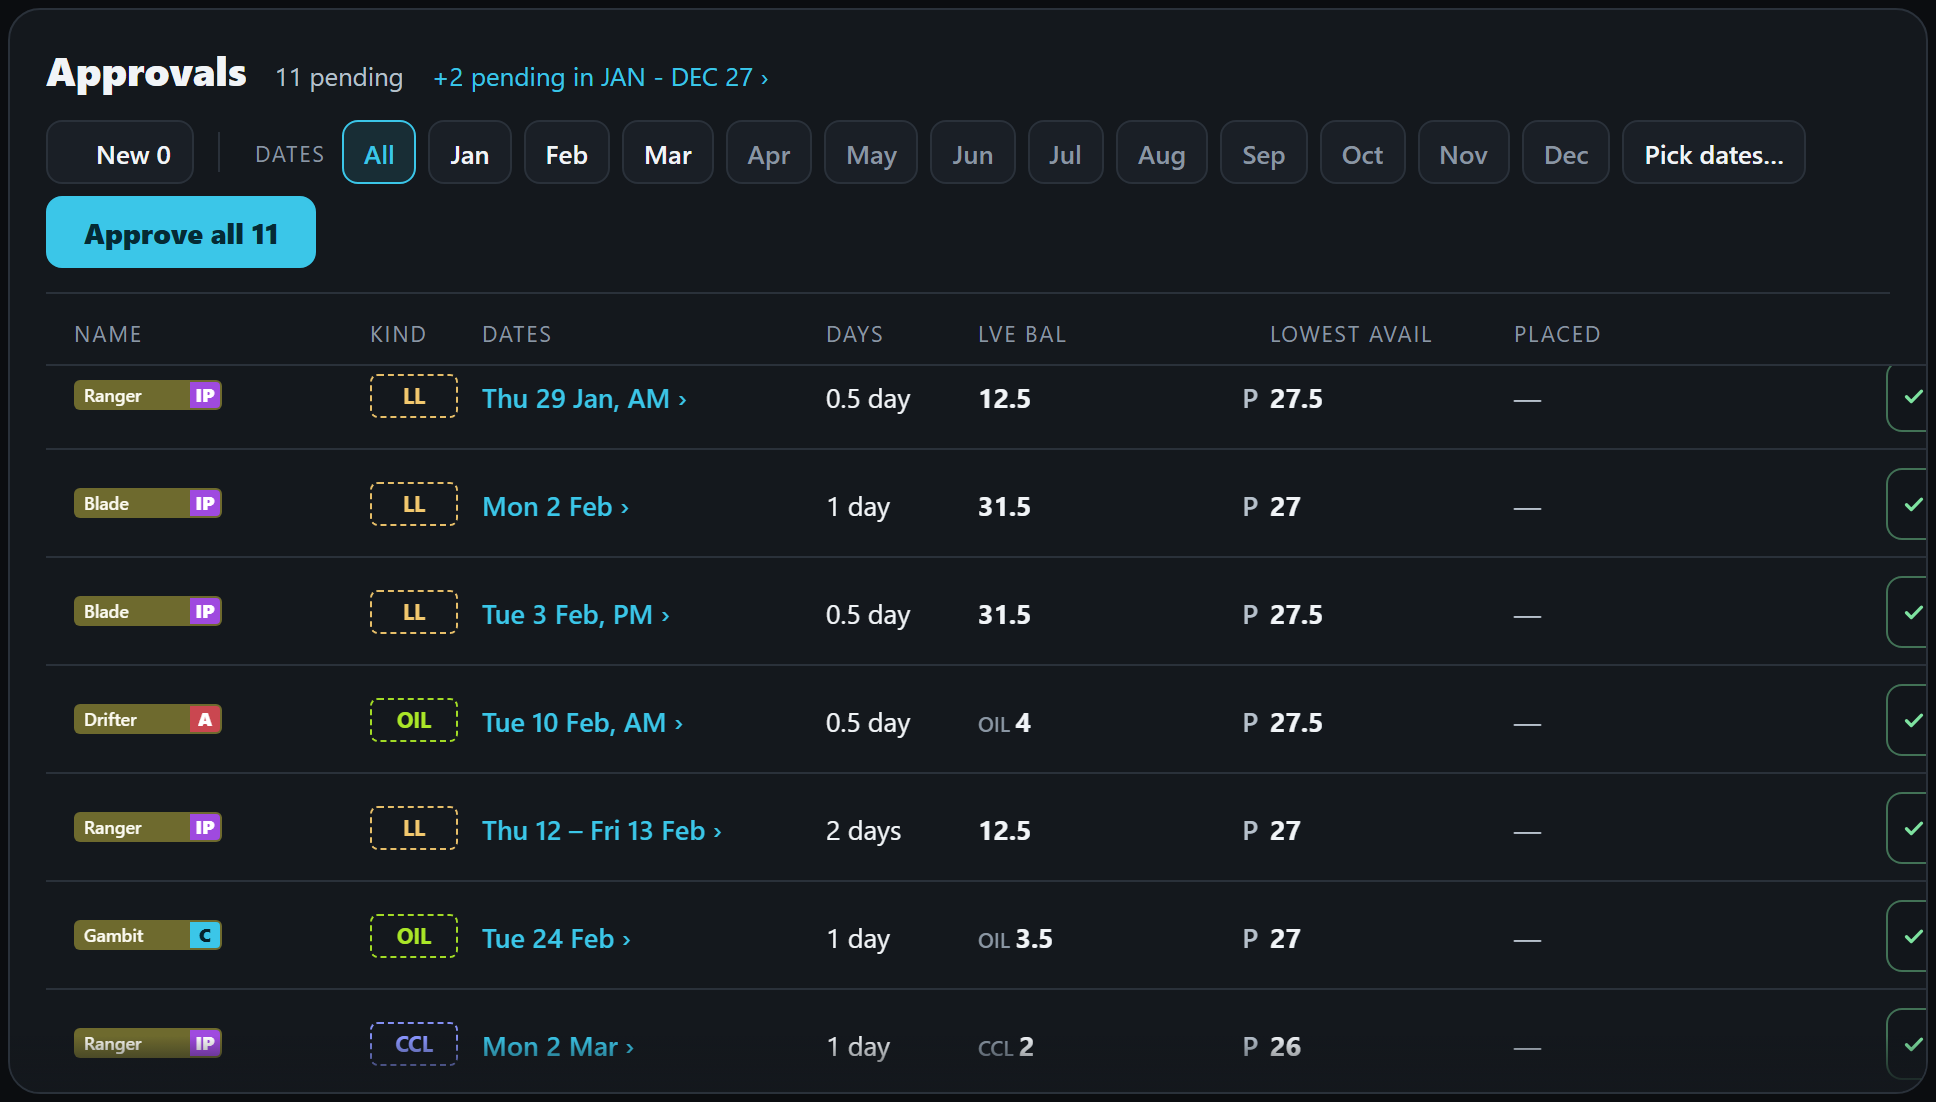 Approvals 11 pending +2 pending in JAN - DEC 27 ›
New 0 DATES All Jan Feb Mar Apr May Jun Jul Aug Sep Oct Nov Dec Pick dates...
Approve all 11
NAME KIND DATES DAYS LVE BAL LOWEST AVAIL PLACED
Ranger IP LL Thu 29 Jan, AM › 0.5 day 12.5 P 27.5 —
Blade IP LL Mon 2 Feb › 1 day 31.5 P 27 —
Blade IP LL Tue 3 Feb, PM › 0.5 day 31.5 P 27.5 —
Drifter A OIL Tue 10 Feb, AM › 0.5 day OIL 4 P 27.5 —
Ranger IP LL Thu 12 – Fri 13 Feb › 2 days 12.5 P 27 —
Gambit C OIL Tue 24 Feb › 1 day OIL 3.5 P 27 —
Ranger IP CCL Mon 2 Mar › 1 day CCL 2 P 26 —